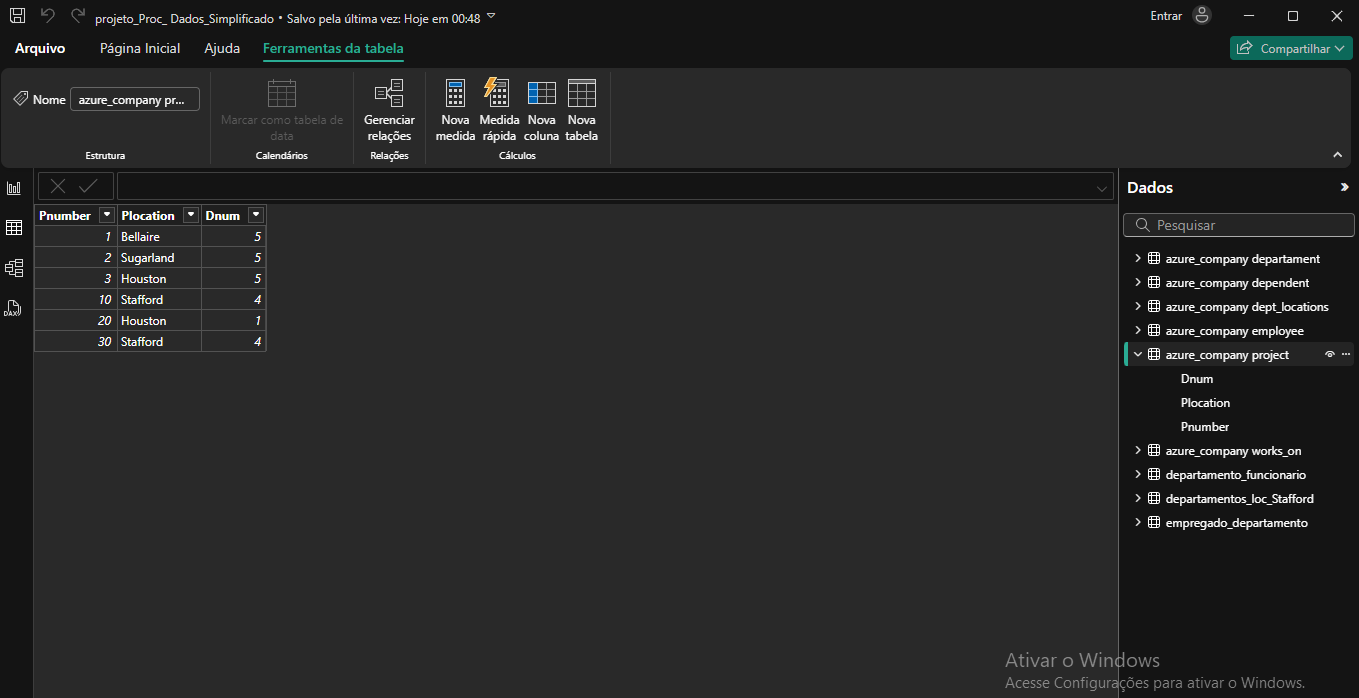 projeto_Proc_ Dados_Simplificado • Salvo pela última vez: Hoje em 00:48
Entrar
Arquivo Página Inicial Ajuda Ferramentas da tabela
Compartilhar
Nome azure_company pr...
Estrutura
Marcar como tabela de
data
Calendários
Gerenciar
relações
Relações
Nova
medida
Medida
rápida
Nova
coluna
Nova
tabela
Cálculos
DAX
Pnumber Plocation Dnum
1 Bellaire 5
2 Sugarland 5
3 Houston 5
10 Stafford 4
20 Houston 1
30 Stafford 4
Dados
Pesquisar
azure_company departament
azure_company dependent
azure_company dept_locations
azure_company employee
azure_company project
Dnum
Plocation
Pnumber
azure_company works_on
departamento_funcionario
departamentos_loc_Stafford
empregado_departamento
Ativar o Windows
Acesse Configurações para ativar o Windows.